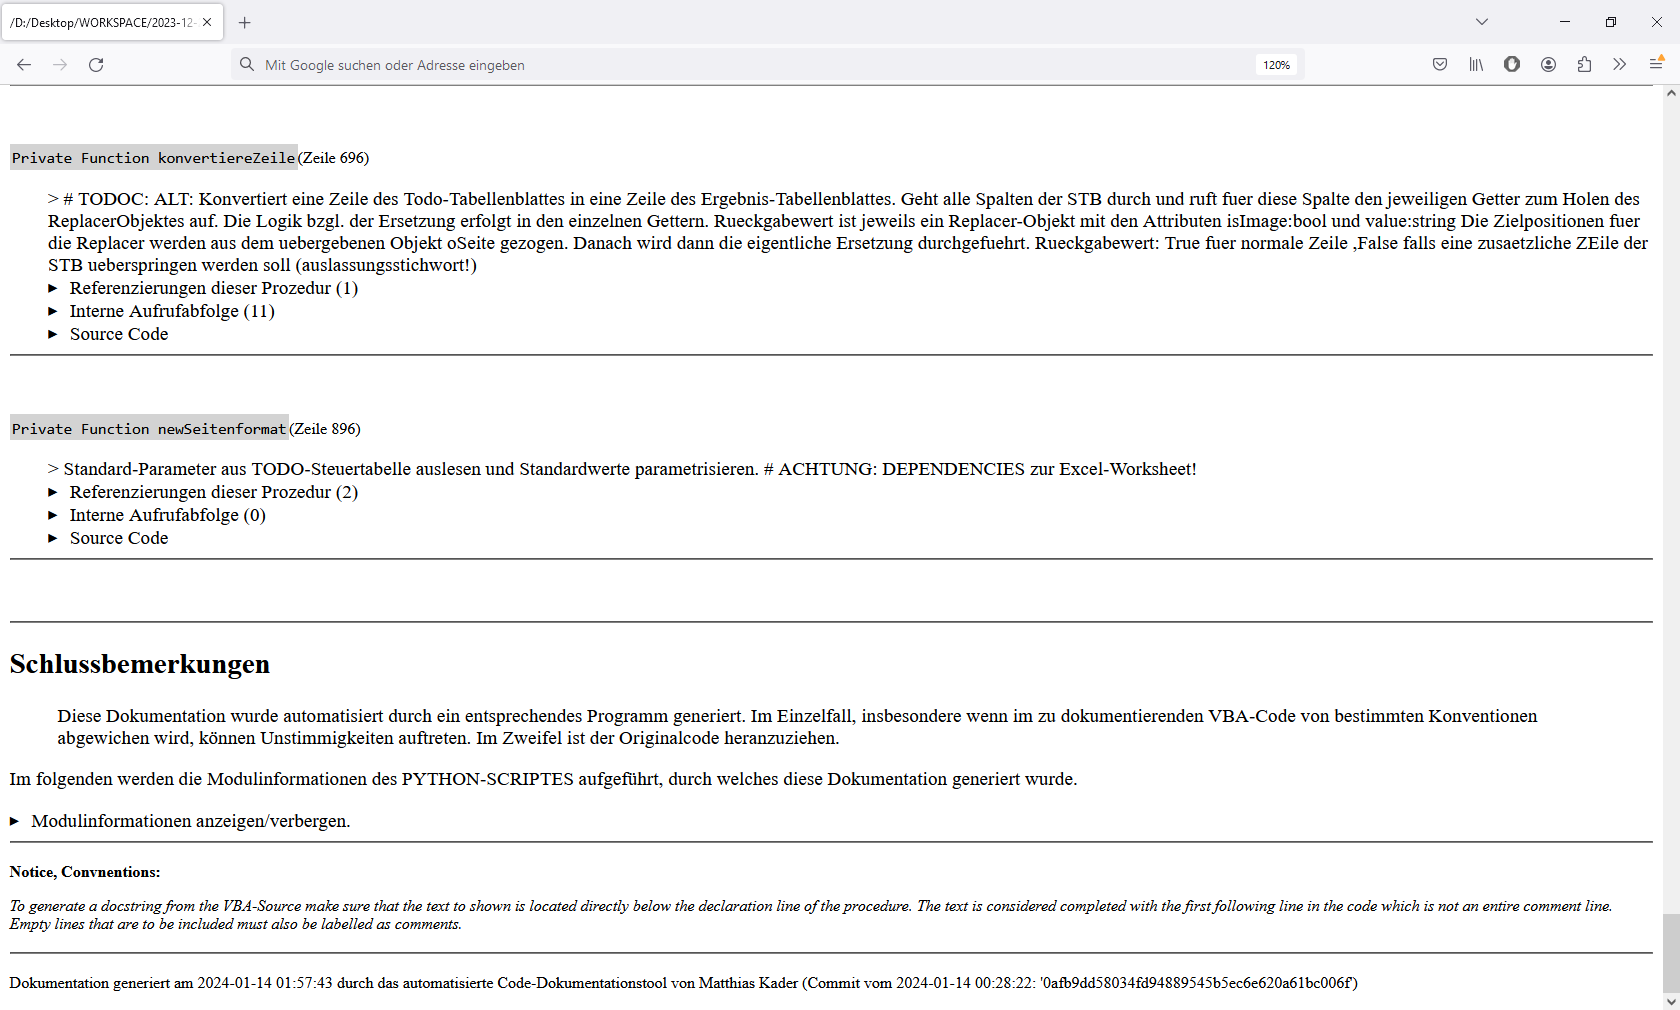 /D:/Desktop/WORKSPACE/2023-12-
Mit Google suchen oder Adresse eingeben
120%
Private Function konvertiereZeile(Zeile 696)
> # TODOC: ALT: Konvertiert eine Zeile des Todo-Tabellenblattes in eine Zeile des Ergebnis-Tabellenblattes. Geht alle Spalten der STB durch und ruft fuer diese Spalte den jeweiligen Getter zum Holen des
ReplacerObjektes auf. Die Logik bzgl. der Ersetzung erfolgt in den einzelnen Gettern. Rueckgabewert ist jeweils ein Replacer-Objekt mit den Attributen isImage:bool und value:string Die Zielpositionen fuer
die Replacer werden aus dem uebergebenen Objekt oSeite gezogen. Danach wird dann die eigentliche Ersetzung durchgefuehrt. Rueckgabewert: True fuer normale Zeile ,False falls eine zusaetzliche ZEile der
STB ueberspringen werden soll (auslassungsstichwort!)
Referenzierungen dieser Prozedur (1)
Interne Aufrufabfolge (11)
Source Code
Private Function newSeitenformat(Zeile 896)
> Standard-Parameter aus TODO-Steuertabelle auslesen und Standardwerte parametrisieren. # ACHTUNG: DEPENDENCIES zur Excel-Worksheet!
Referenzierungen dieser Prozedur (2)
Interne Aufrufabfolge (0)
Source Code
Schlussbemerkungen
Diese Dokumentation wurde automatisiert durch ein entsprechendes Programm generiert. Im Einzelfall, insbesondere wenn im zu dokumentierenden VBA-Code von bestimmten Konventionen
abgewichen wird, können Unstimmigkeiten auftreten. Im Zweifel ist der Originalcode heranzuziehen.
Im folgenden werden die Modulinformationen des PYTHON-SCRIPTES aufgeführt, durch welches diese Dokumentation generiert wurde.
Modulinformationen anzeigen/verbergen.
Notice, Convnentions:
To generate a docstring from the VBA-Source make sure that the text to shown is located directly below the declaration line of the procedure. The text is considered completed with the first following line in the code which is not an entire comment line.
Empty lines that are to be included must also be labelled as comments.
Dokumentation generiert am 2024-01-14 01:57:43 durch das automatisierte Code-Dokumentationstool von Matthias Kader (Commit vom 2024-01-14 00:28:22: '0afb9dd58034fd94889545b5ec6e620a61bc006f')